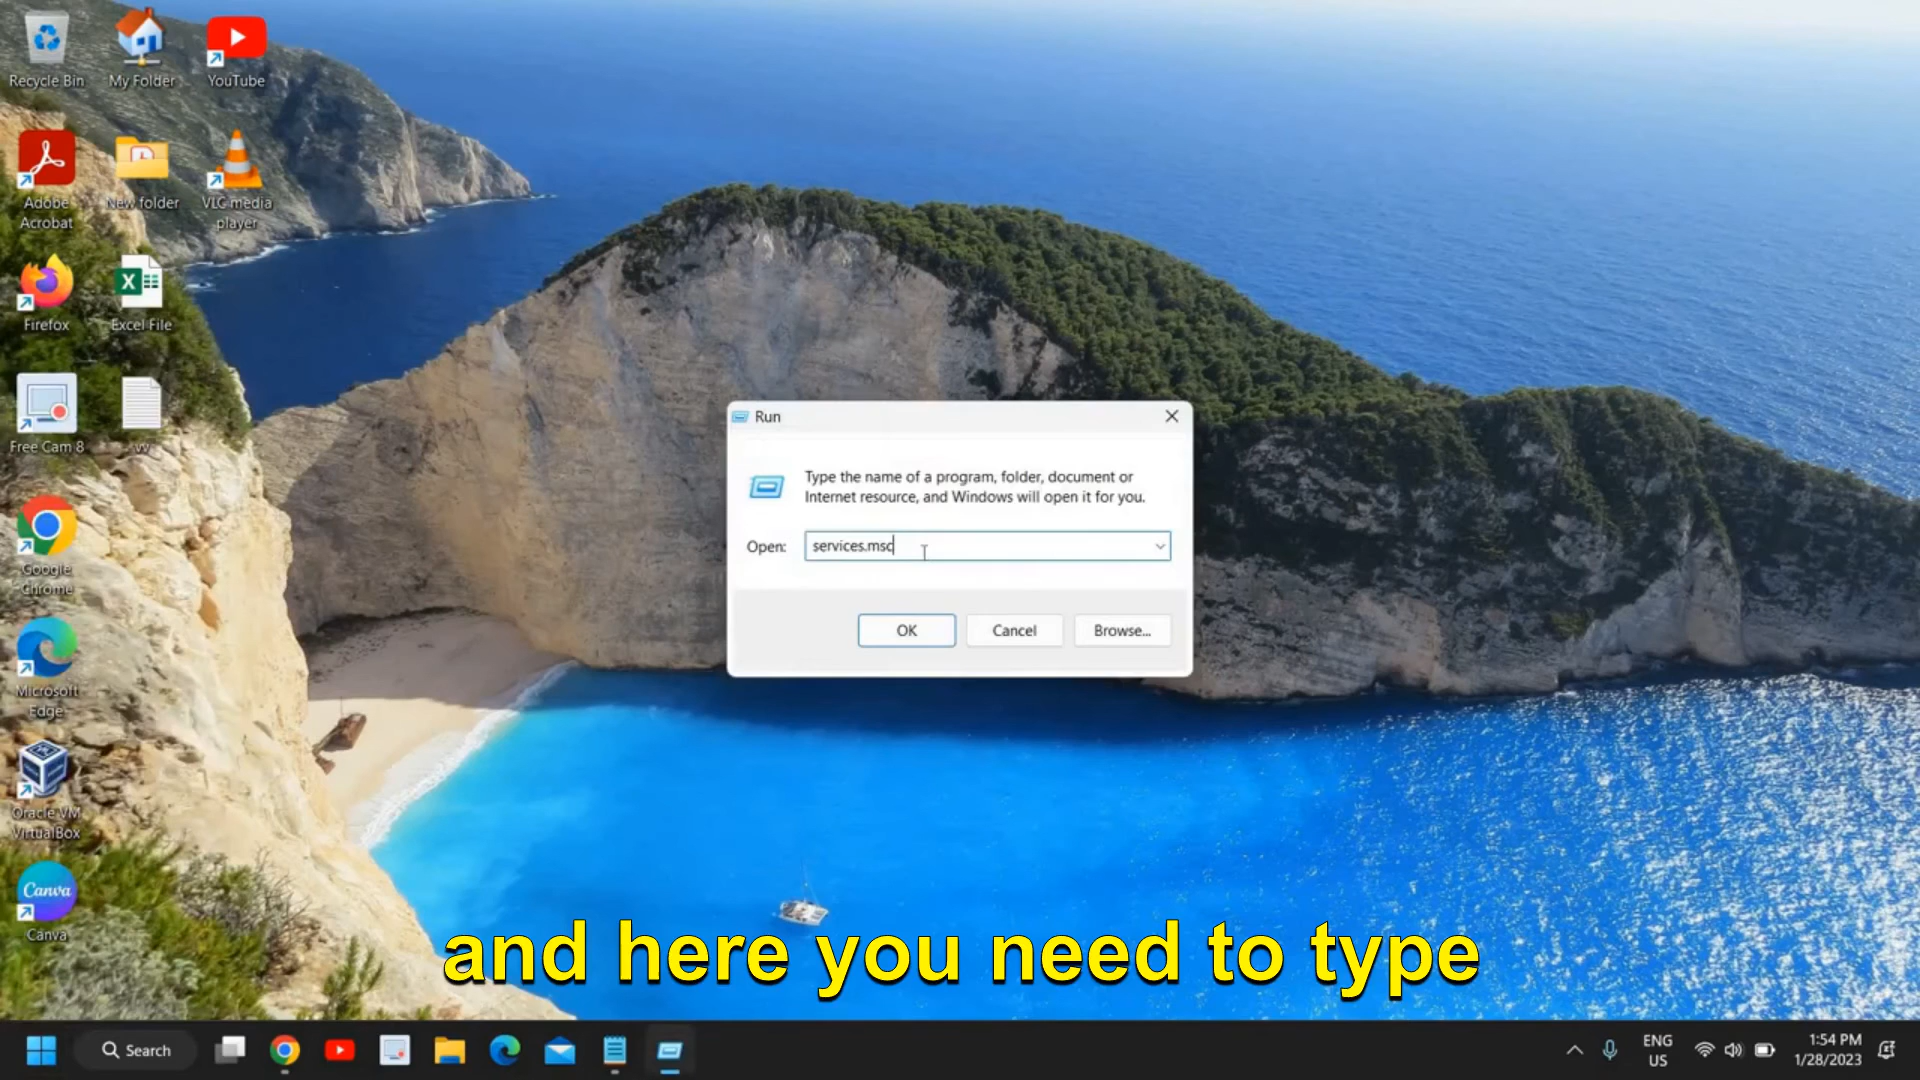 Recycle Bin
My Folder
YouTube
Adobe
Acrobat
New folder
VLC media
player
Firefox
Excel File
Free Cam 8
vv
Google
Chrome
Microsoft
Edge
Oracle VM
VirtualBox
Canva
Canva
Run
Type the name of a program, folder, document or
Internet resource, and Windows will open it for you.
Open:
services.msc
OK
Cancel
Browse...
and here you need to type
Search
ENG
US
1:54 PM
1/28/2023